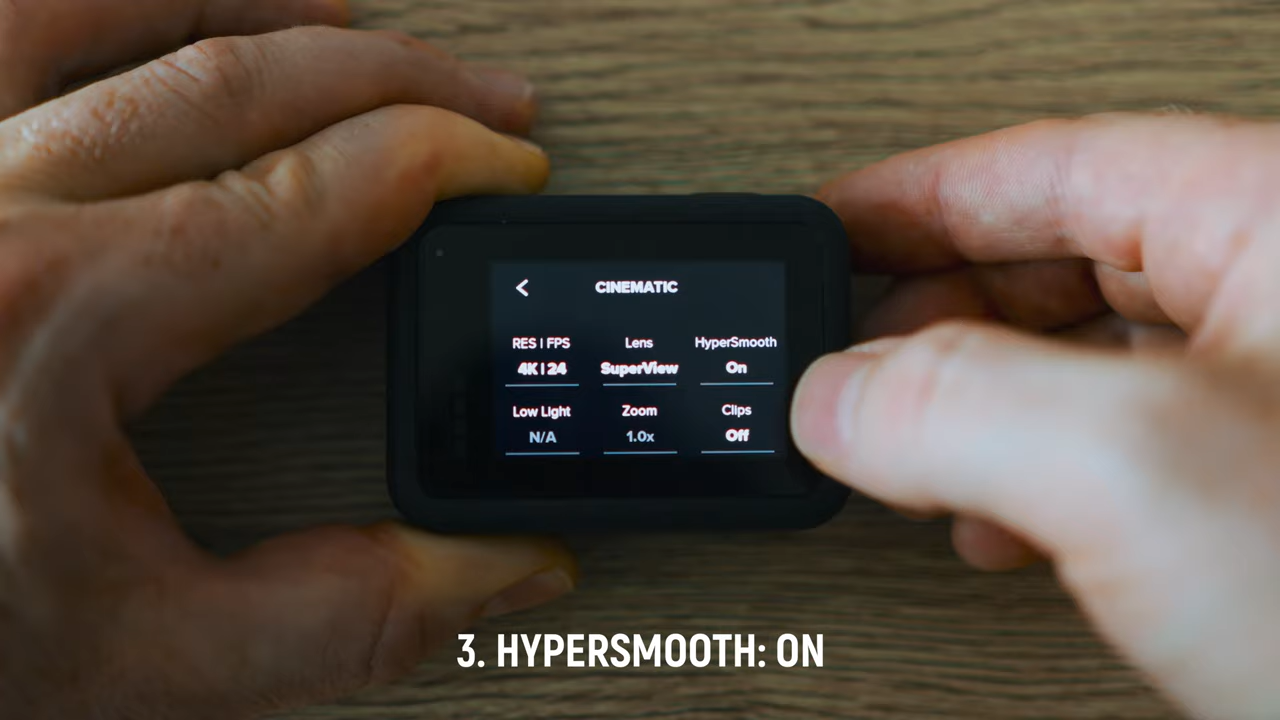 < CINEMATIC
RES | FPS Lens HyperSmooth
4K | 24 SuperView On
Low Light Zoom Clips
N/A 1.0x Off
3. HYPERSMOOTH: ON